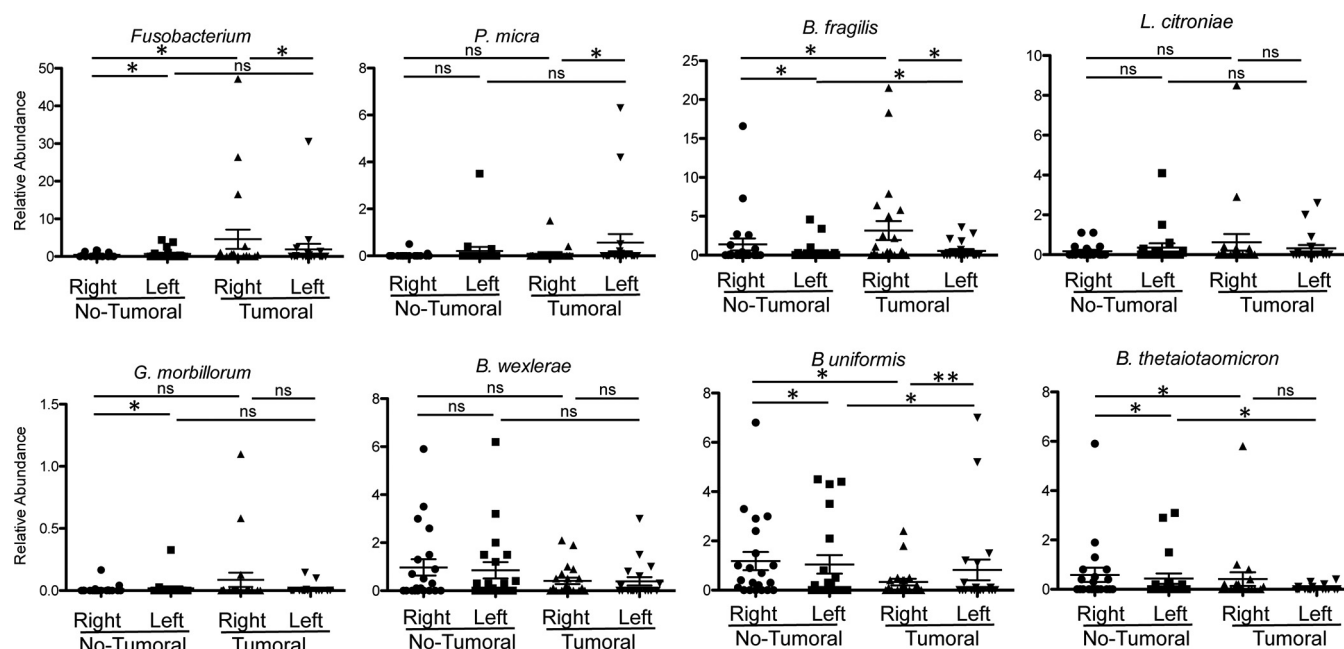 Fusobacterium
P. micra
B. fragilis
L. citroniae
* * ns ns * ns
* ns ns ns * * ns ns
50 8 25 10
40
30
20
10
0
6
4
2
0
20
15
10
5
0
8
6
4
2
0
Relative Abundance
Right Left Right Left
No-Tumoral Tumoral
Right Left Right Left
No-Tumoral Tumoral
Right Left Right Left
No-Tumoral Tumoral
Right Left Right Left
No-Tumoral Tumoral
G. morbillorum
B. wexlerae
B uniformis
B. thetaiotaomicron
ns ns ns ns * ** * ns
* ns ns ns * * * *
1.5
1.0
0.5
0.0
8
6
4
2
0
8
6
4
2
0
8
6
4
2
0
Relative Abundance
Right Left Right Left
No-Tumoral Tumoral
Right Left Right Left
No-Tumoral Tumoral
Right Left Right Left
No-Tumoral Tumoral
Right Left Right Left
No-Tumoral Tumoral